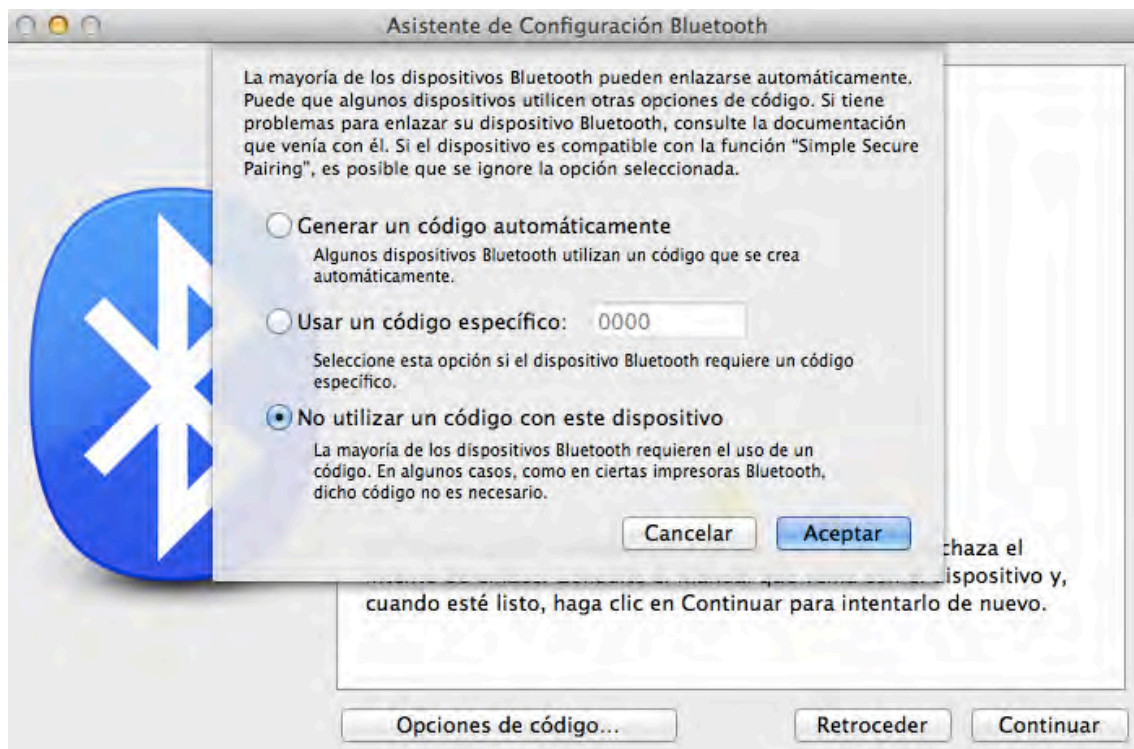 Asistente de Configuración Bluetooth
La mayoría de los dispositivos Bluetooth pueden enlazarse automáticamente.
Puede que algunos dispositivos utilicen otras opciones de código. Si tiene
problemas para enlazar su dispositivo Bluetooth, consulte la documentación
que venía con él. Si el dispositivo es compatible con la función “Simple Secure
Pairing”, es posible que se ignore la opción seleccionada.
Generar un código automáticamente
Algunos dispositivos Bluetooth utilizan un código que se crea
automáticamente.
Usar un código específico: 0000
Seleccione esta opción si el dispositivo Bluetooth requiere un código
específico.
No utilizar un código con este dispositivo
La mayoría de los dispositivos Bluetooth requieren el uso de un
código. En algunos casos, como en ciertas impresoras Bluetooth,
dicho código no es necesario.
Cancelar Aceptar
chaza el
ispositivo y,
cuando esté listo, haga clic en Continuar para intentarlo de nuevo.
Opciones de código... Retroceder Continuar